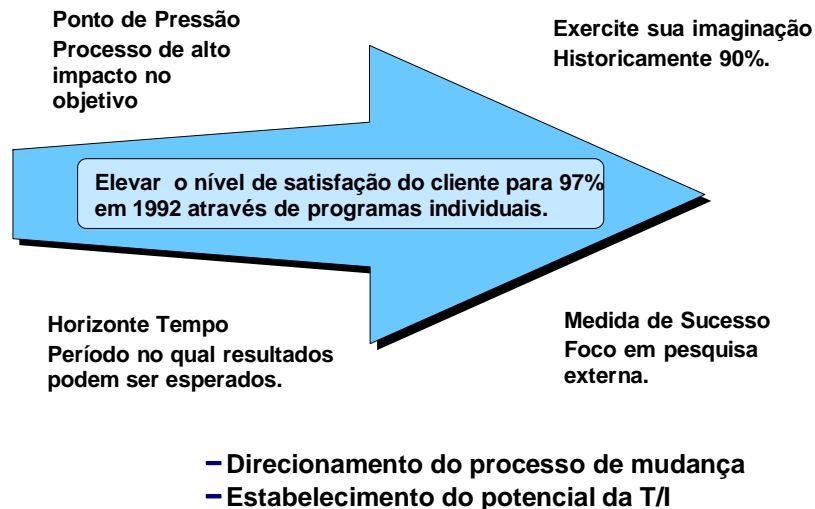 Ponto de Pressão
Processo de alto
impacto no
objetivo
Exercite sua imaginação
Historicamente 90%.
Elevar o nível de satisfação do cliente para 97%
em 1992 através de programas individuais.
Horizonte Tempo
Período no qual resultados
podem ser esperados.
Medida de Sucesso
Foco em pesquisa
externa.
– Direcionamento do processo de mudança
– Estabelecimento do potencial da T/I